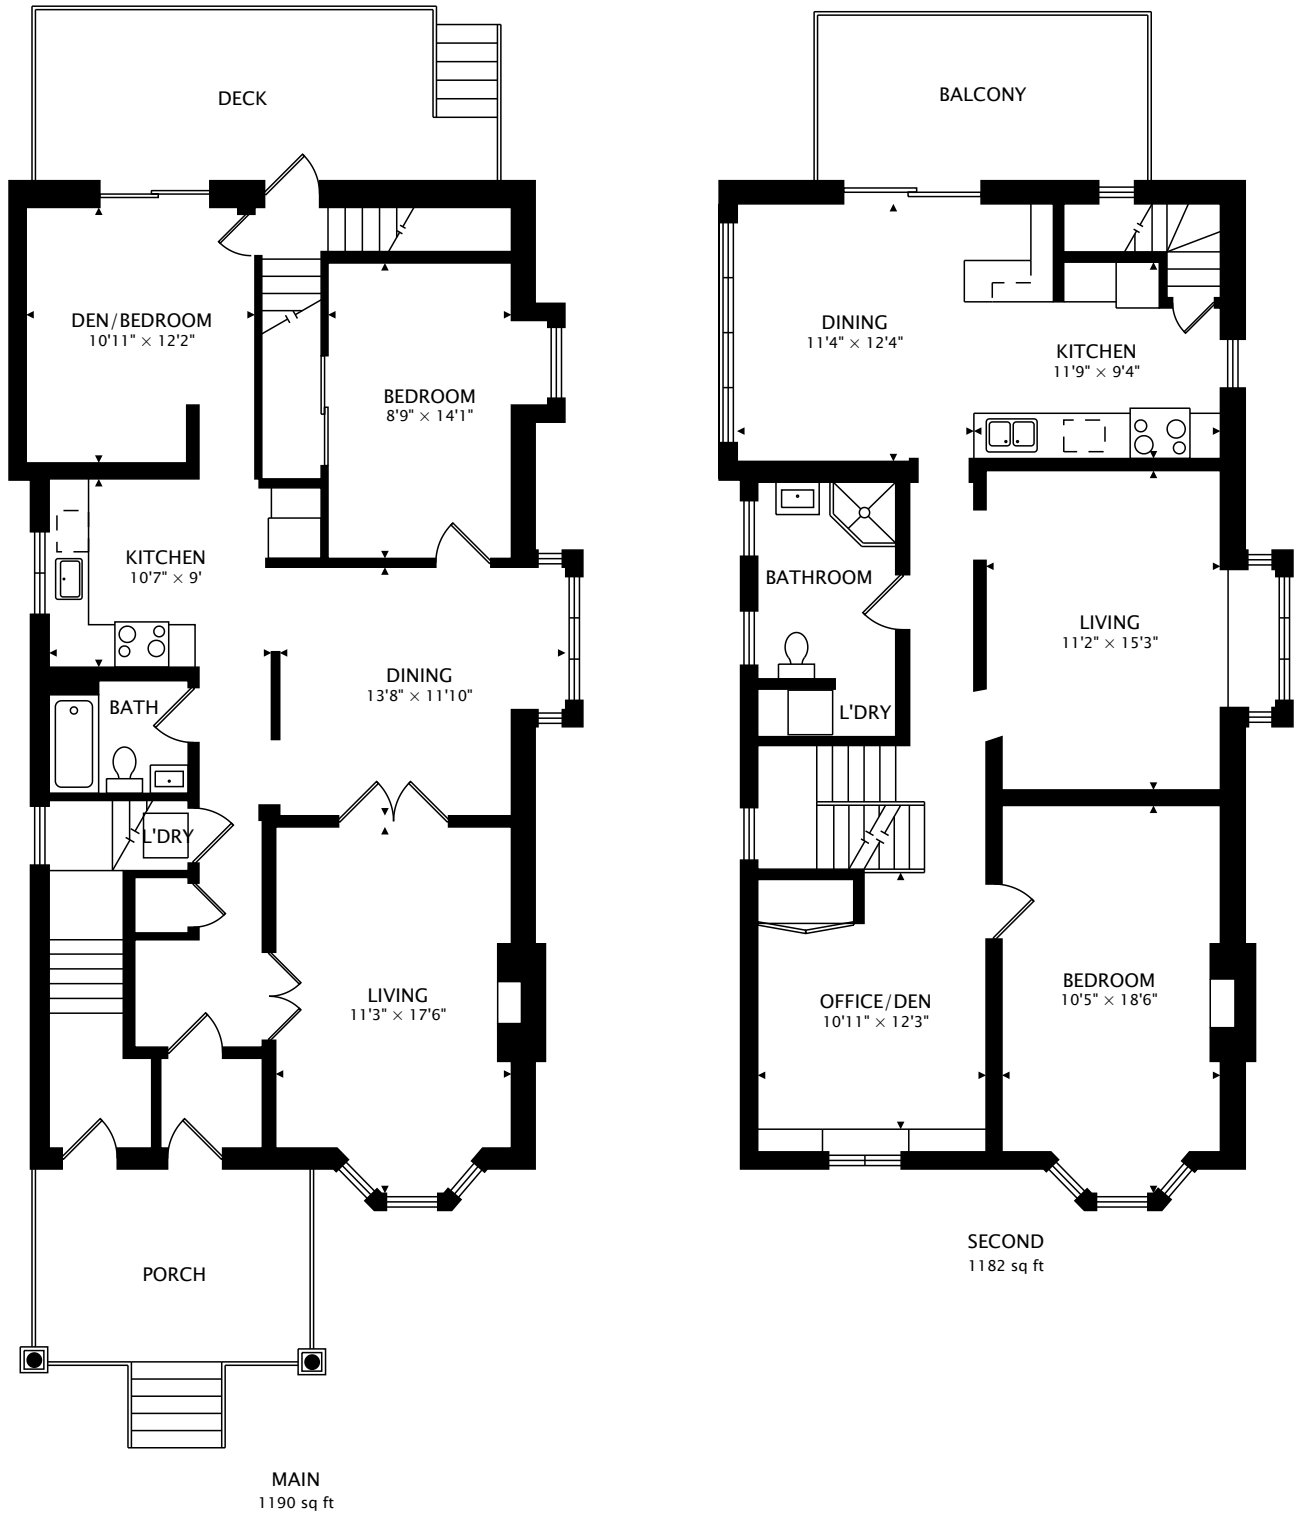 DECK
DEN/BEDROOM
10'11" × 12'2"
BEDROOM
8'9" × 14'1"
KITCHEN
10'7" × 9'
DINING
13'8" × 11'10"
BATH
L'DRY
LIVING
11'3" × 17'6"
PORCH
MAIN
1190 sq ft
BALCONY
DINING
11'4" × 12'4"
KITCHEN
11'9" × 9'4"
BATHROOM
LIVING
11'2" × 15'3"
L'DRY
BEDROOM
10'5" × 18'6"
OFFICE/DEN
10'11" × 12'3"
SECOND
1182 sq ft